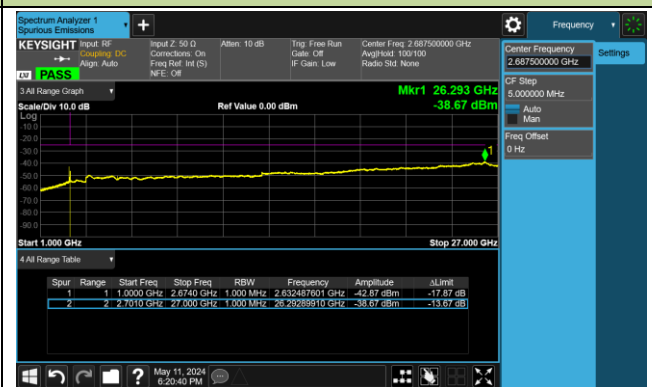 Spectrum Analyzer 1
Spurious Emissions
+
Frequency
KEYSIGHT Input: RF Input Z: 50 Ω Atten: 10 dB Trig: Free Run Center Freq: 2.687500000 GHz
Coupling: DC Corrections: On Gate: Off Avg|Hold: 100/100
Align: Auto Freq Ref: Int (S) IF Gain: Low Radio Std: None
NFE: Off
LXI PASS
Center Frequency
2.687500000 GHz
Settings
CF Step
5.000000 MHz
Auto
Man
Freq Offset
0 Hz
3 All Range Graph
Mkr1 26.293 GHz
Scale/Div 10.0 dB Ref Value 0.00 dBm -38.67 dBm
Log
-10.0
-20.0
-30.0
-40.0
-50.0
-60.0
-70.0
-80.0
-90.0
1
Start 1.000 GHz Stop 27.000 GHz
4 All Range Table
Spur Range Start Freq Stop Freq RBW Frequency Amplitude ΔLimit
1 1 1.0000 GHz 2.6740 GHz 1.000 MHz 2.632487601 GHz -42.87 dBm -17.87 dB
2 2 2.7010 GHz 27.000 GHz 1.000 MHz 26.29289910 GHz -38.67 dBm -13.67 dB
? May 11, 2024
6:20:40 PM